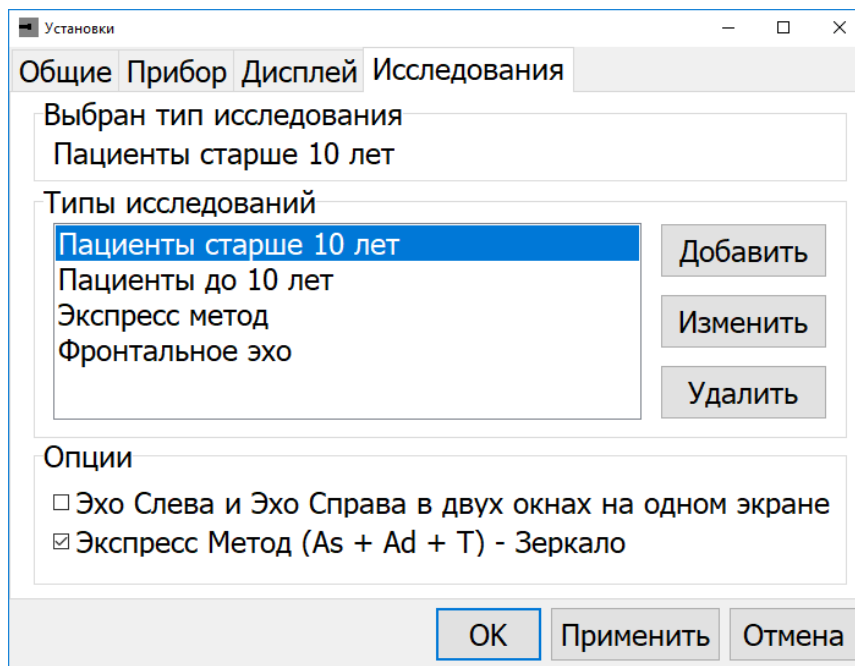 Установки
Общие Прибор Дисплей Исследования
Выбран тип исследования
Пациенты старше 10 лет
Типы исследований
Пациенты старше 10 лет
Пациенты до 10 лет
Экспресс метод
Фронтальное эхо
Добавить
Изменить
Удалить
Опции
Эхо Слева и Эхо Справа в двух окнах на одном экране
Экспресс Метод (As + Ad + T) - Зеркало
OK Применить Отмена